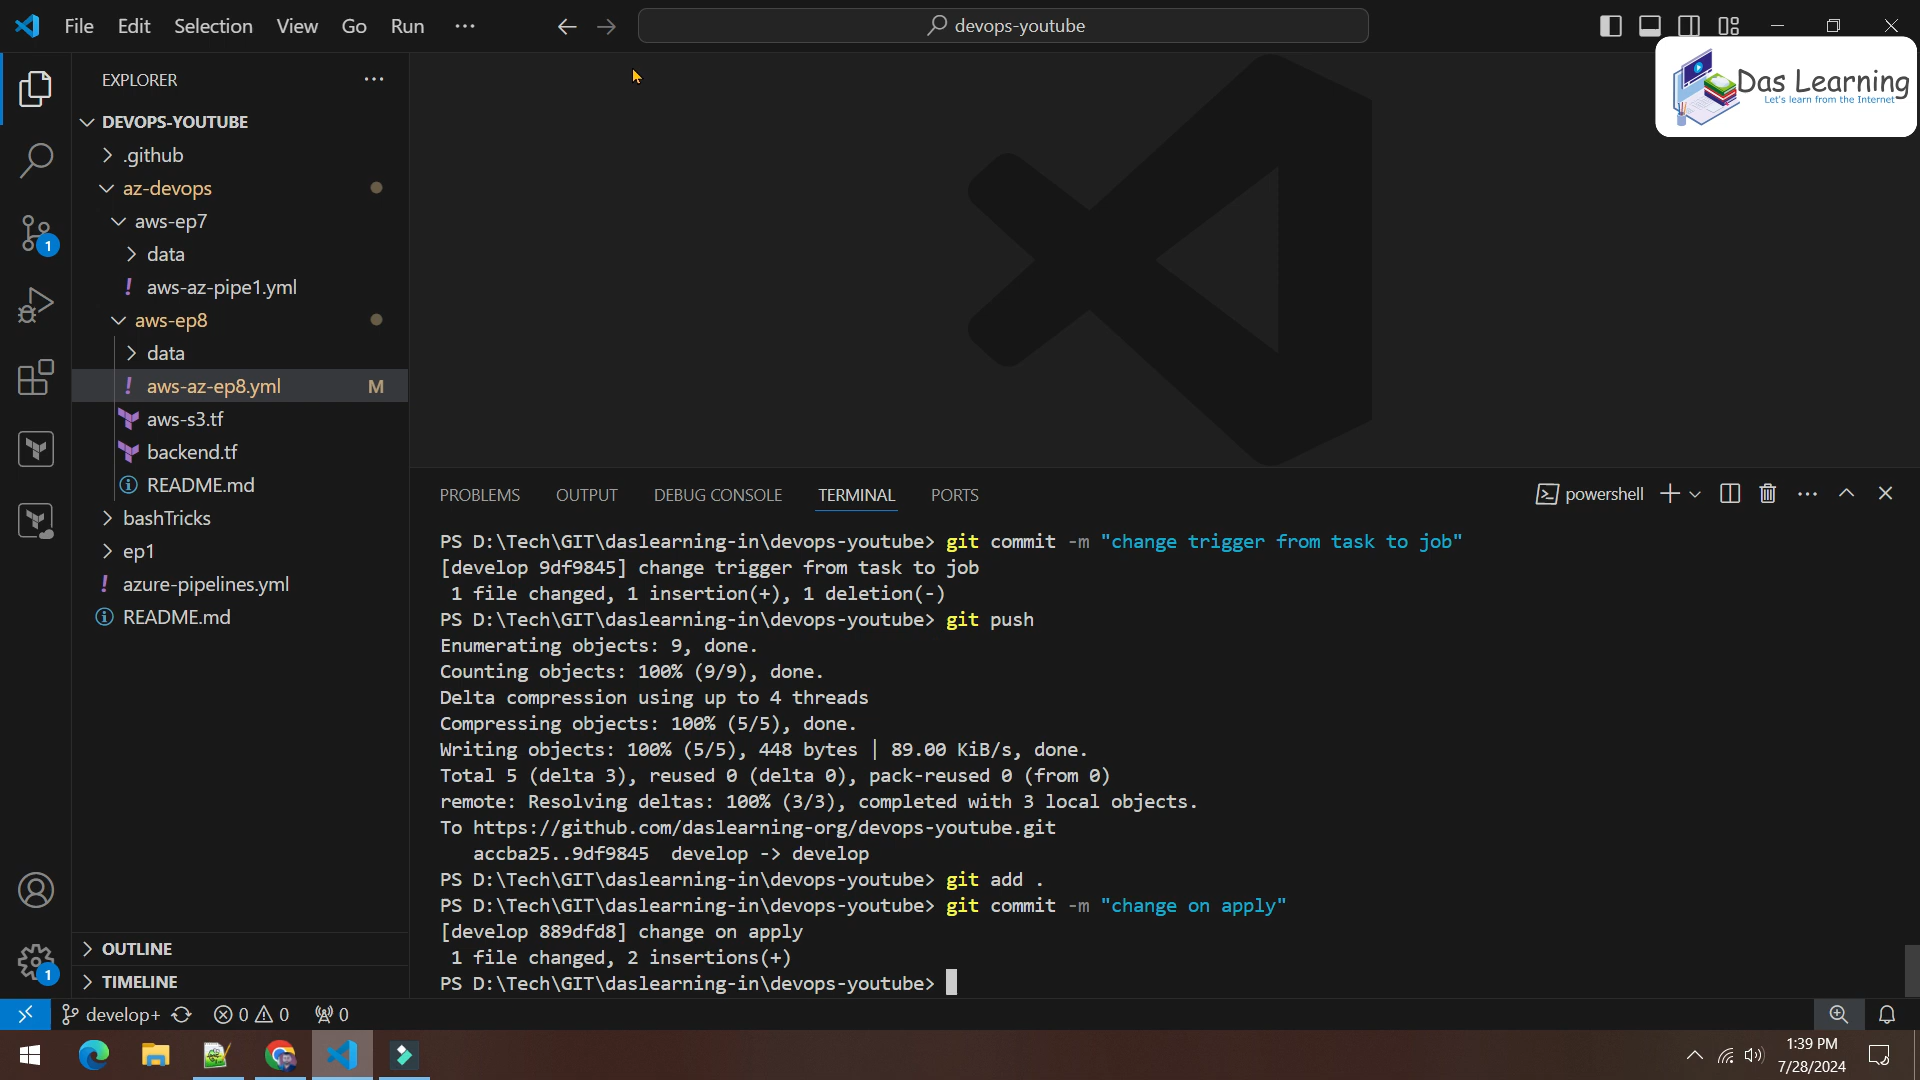 File Edit Selection View Go Run ···
devops-youtube
Das Learning
Let's learn from the Internet
EXPLORER ···
DEVOPS-YOUTUBE
.github
az-devops
aws-ep7
data
! aws-az-pipe1.yml
aws-ep8
data
! aws-az-ep8.yml M
aws-s3.tf
backend.tf
README.md
bashTricks
ep1
! azure-pipelines.yml
README.md
OUTLINE
TIMELINE
1
1
PROBLEMS OUTPUT DEBUG CONSOLE TERMINAL PORTS
powershell
PS D:\Tech\GIT\daslearning-in\devops-youtube> git commit -m "change trigger from task to job"
[develop 9df9845] change trigger from task to job
1 file changed, 1 insertion(+), 1 deletion(-)
PS D:\Tech\GIT\daslearning-in\devops-youtube> git push
Enumerating objects: 9, done.
Counting objects: 100% (9/9), done.
Delta compression using up to 4 threads
Compressing objects: 100% (5/5), done.
Writing objects: 100% (5/5), 448 bytes | 89.00 KiB/s, done.
Total 5 (delta 3), reused 0 (delta 0), pack-reused 0 (from 0)
remote: Resolving deltas: 100% (3/3), completed with 3 local objects.
To https://github.com/daslearning-org/devops-youtube.git
accba25..9df9845 develop -> develop
PS D:\Tech\GIT\daslearning-in\devops-youtube> git add .
PS D:\Tech\GIT\daslearning-in\devops-youtube> git commit -m "change on apply"
[develop 889dfd8] change on apply
1 file changed, 2 insertions(+)
PS D:\Tech\GIT\daslearning-in\devops-youtube>
develop+ 0 0 0
1:39 PM
7/28/2024